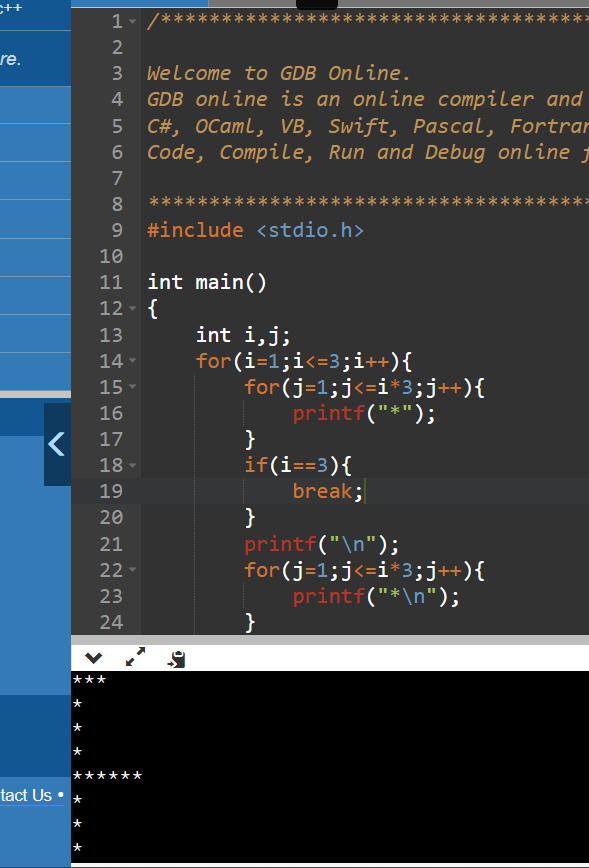 c++
re.
1 /*************************************
2
3 Welcome to GDB Online.
4 GDB online is an online compiler and
5 C#, OCaml, VB, Swift, Pascal, Fortran
6 Code, Compile, Run and Debug online f
7
8 *************************************
9 #include <stdio.h>
10
11 int main()
12 {
13     int i,j;
14     for(i=1;i<=3;i++){
15         for(j=1;j<=i*3;j++){
16             printf("*");
17         }
18         if(i==3){
19             break;
20         }
21         printf("\n");
22         for(j=1;j<=i*3;j++){
23             printf("*\n");
24         }
***
*
*
*
******
*
*
*
tact Us •